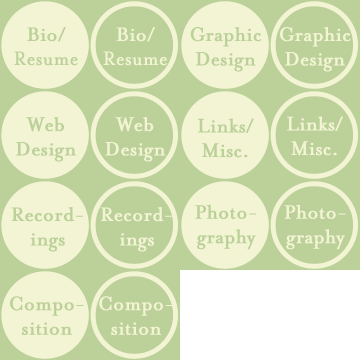 Bio/
Resume
Bio/
Resume
Graphic
Design
Graphic
Design
Web
Design
Web
Design
Links/
Misc.
Links/
Misc.
Record-
ings
Record-
ings
Photo-
graphy
Photo-
graphy
Compo-
sition
Compo-
sition